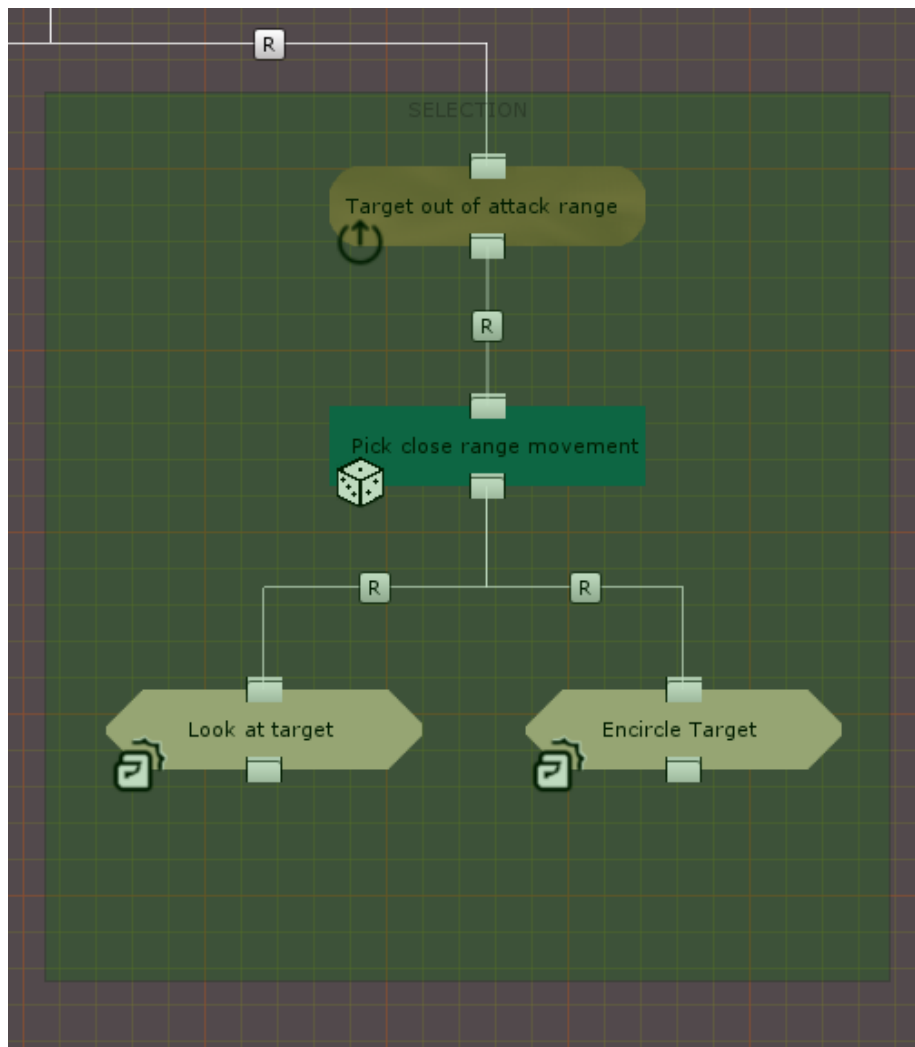 R
SELECTION
Target out of attack range
R
Pick close range movement
R
R
Look at target
Encircle Target